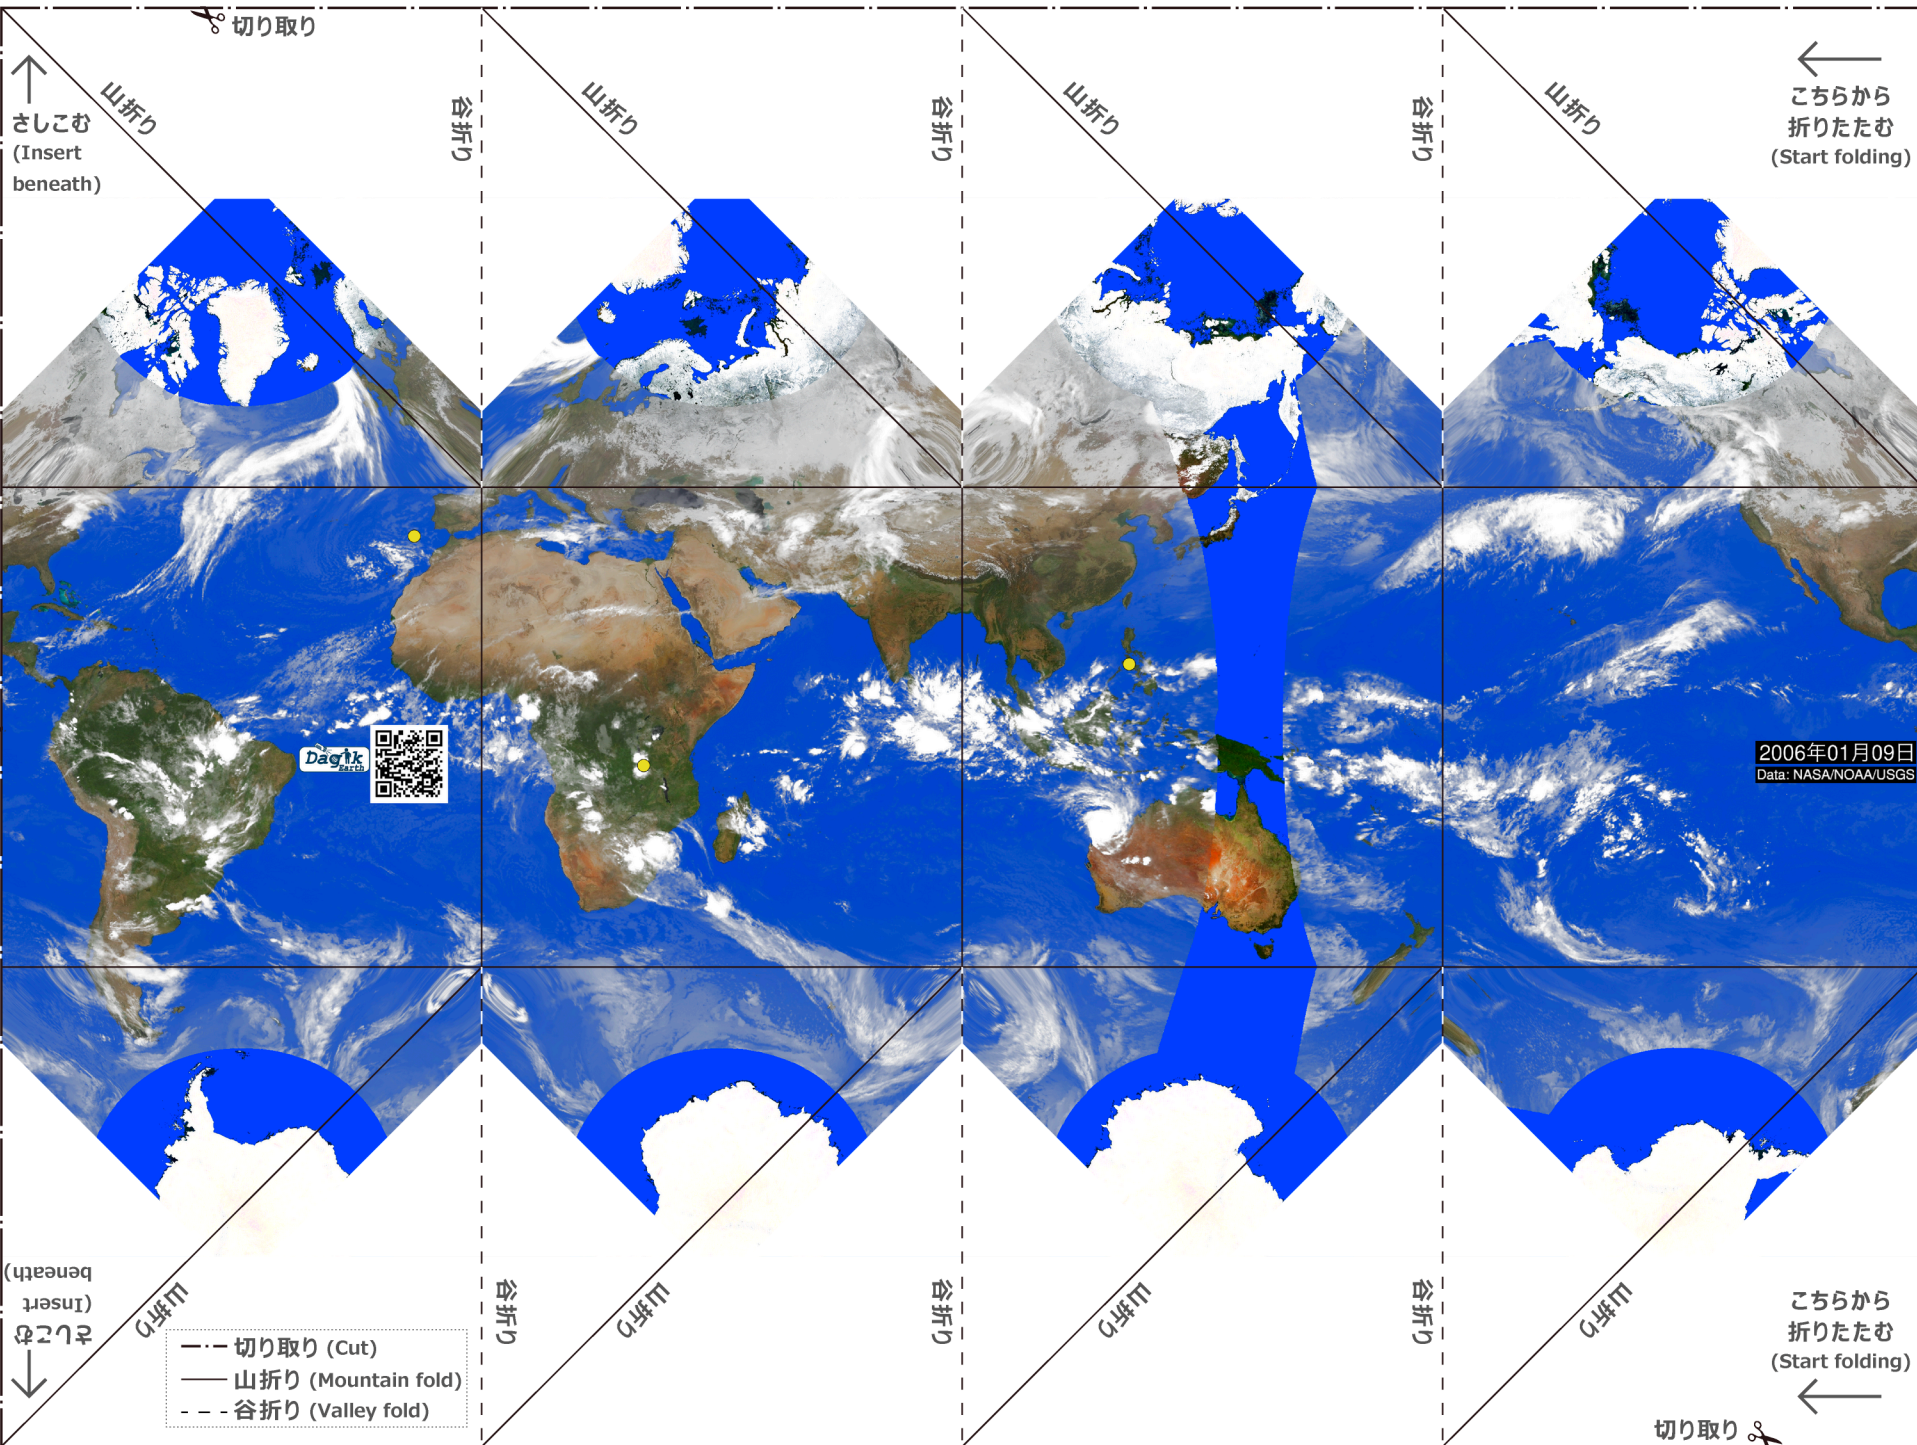 切り取り
山折り
谷折り
山折り
谷折り
山折り
谷折り
山折り
さしこむ
(Insert
beneath)
こちらから
折りたたむ
(Start folding)
Dagik
Earth
2006年01月09日
Data: NASA/NOAA/USGS
さしこむ
(Insert
beneath)
山折り
谷折り
山折り
谷折り
山折り
谷折り
山折り
こちらから
折りたたむ
(Start folding)
切り取り (Cut)
山折り (Mountain fold)
谷折り (Valley fold)
切り取り